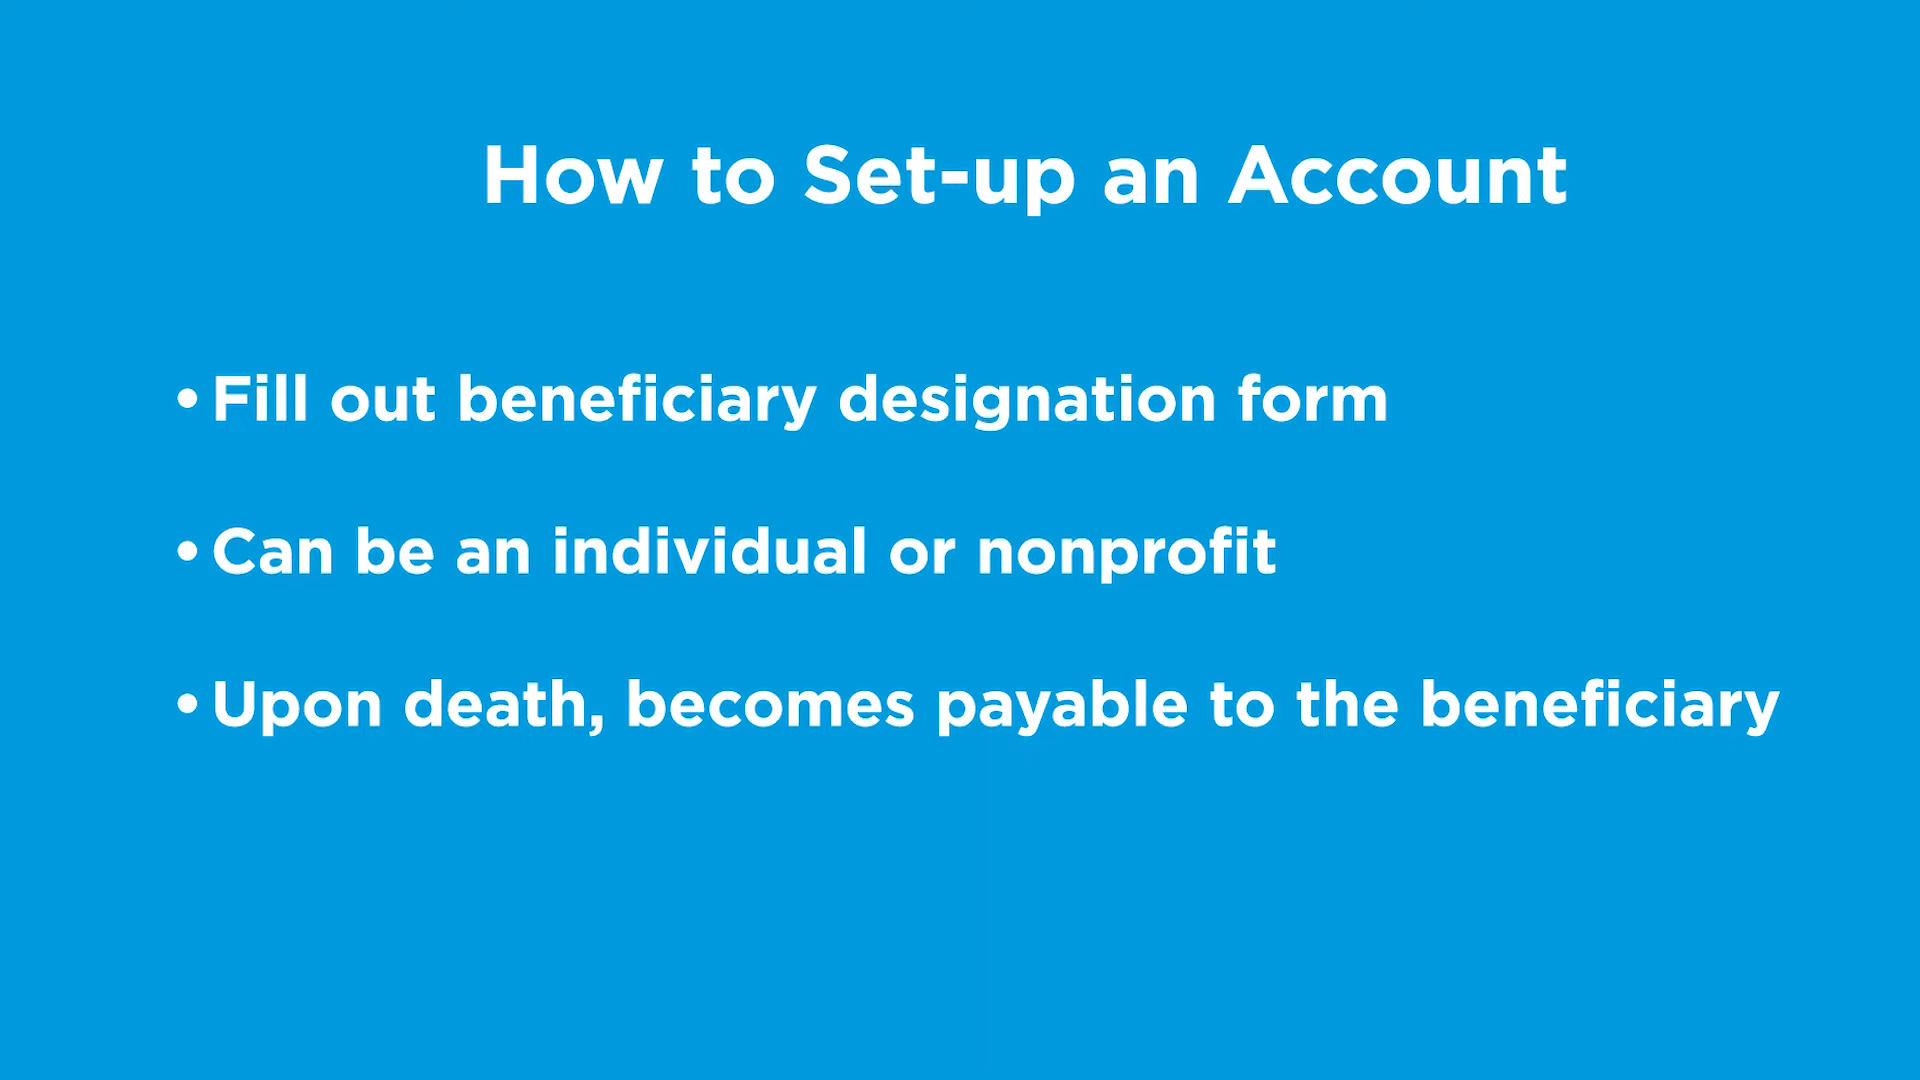 How to Set-up an Account
• Fill out beneficiary designation form
• Can be an individual or nonprofit
• Upon death, becomes payable to the beneficiary